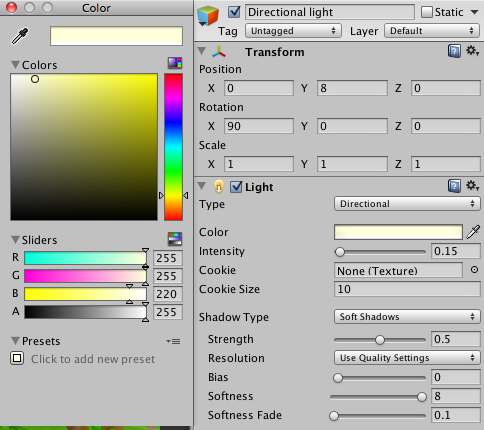 Color
Colors
Sliders
R 255
G 255
B 220
A 255
Presets
Click to add new preset
Directional light Static
Tag Untagged Layer Default
Transform
Position
X 0 Y 8 Z 0
Rotation
X 90 Y 0 Z 0
Scale
X 1 Y 1 Z 1
Light
Type Directional
Color
Intensity 0.15
Cookie None (Texture)
Cookie Size 10
Shadow Type Soft Shadows
Strength 0.5
Resolution Use Quality Settings
Bias 0
Softness 8
Softness Fade 0.1